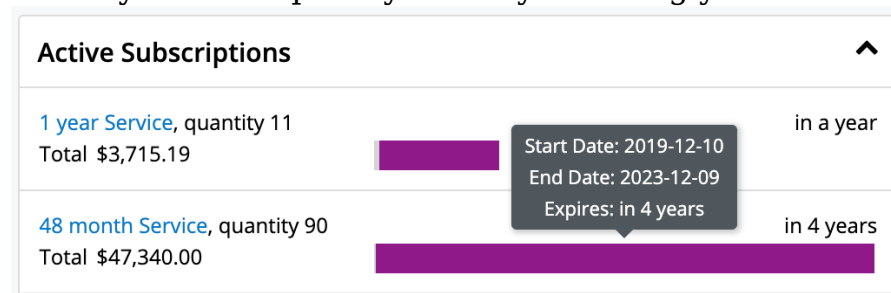 Active Subscriptions
1 year Service, quantity 11
in a year
Total $3,715.19
Start Date: 2019-12-10
End Date: 2023-12-09
Expires: in 4 years
48 month Service, quantity 90
in 4 years
Total $47,340.00